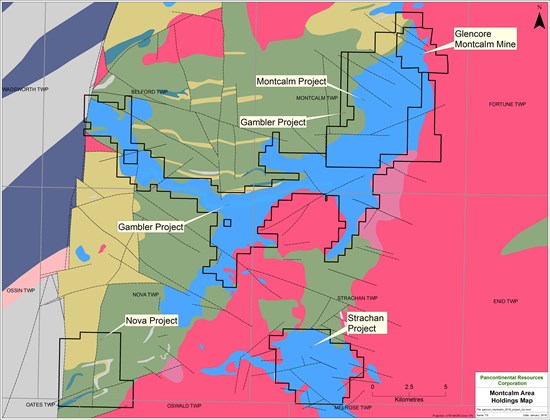 N
Glencore
Montcalm Mine
WADSWORTH TWP
BELFORD TWP
Montcalm Project
MONTCALM TWP
FORTUNE TWP
Gambler Project
Gambler Project
OSSIN TWP
NOVA TWP
STRACHAN TWP
ENID TWP
Nova Project
Strachan
Project
0
2.5
5
Kilometres
OATES TWP
OSWALD TWP
MELROSE TWP
Pancontinental Resources
Corporation
Montcalm Area
Holdings Map